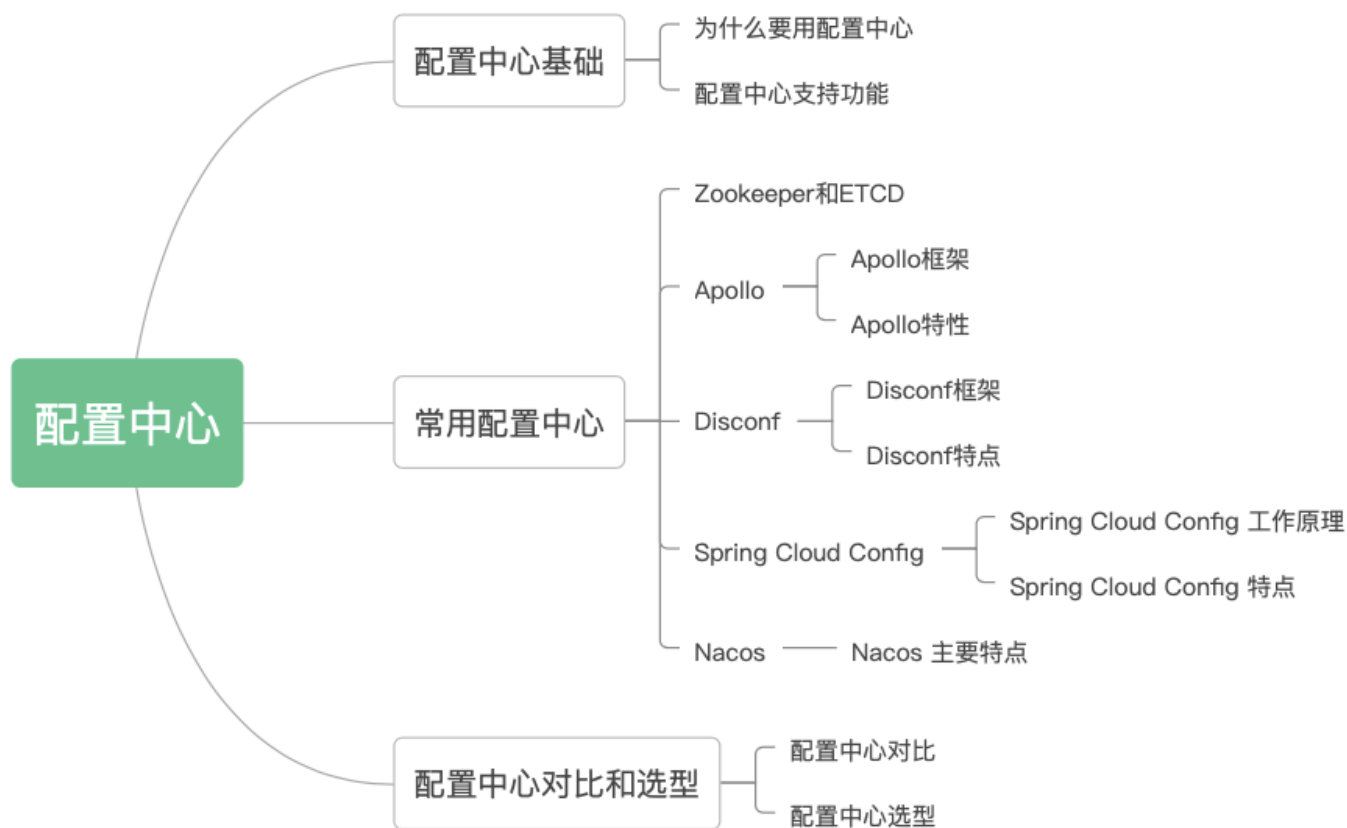 配置中心
配置中心基础
为什么要用配置中心
配置中心支持功能
常用配置中心
Zookeeper和ETCD
Apollo
Apollo框架
Apollo特性
Disconf
Disconf框架
Disconf特点
Spring Cloud Config
Spring Cloud Config 工作原理
Spring Cloud Config 特点
Nacos
Nacos 主要特点
配置中心对比和选型
配置中心对比
配置中心选型